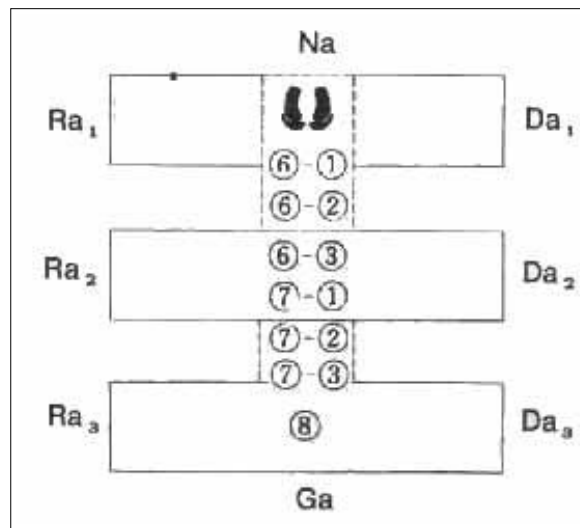 Na
Ra₁ Da₁
⑥-①
⑥-②
Ra₂ ⑥-③ Da₂
⑦-①
⑦-②
⑦-③
Ra₃ ⑧ Da₃
Ga